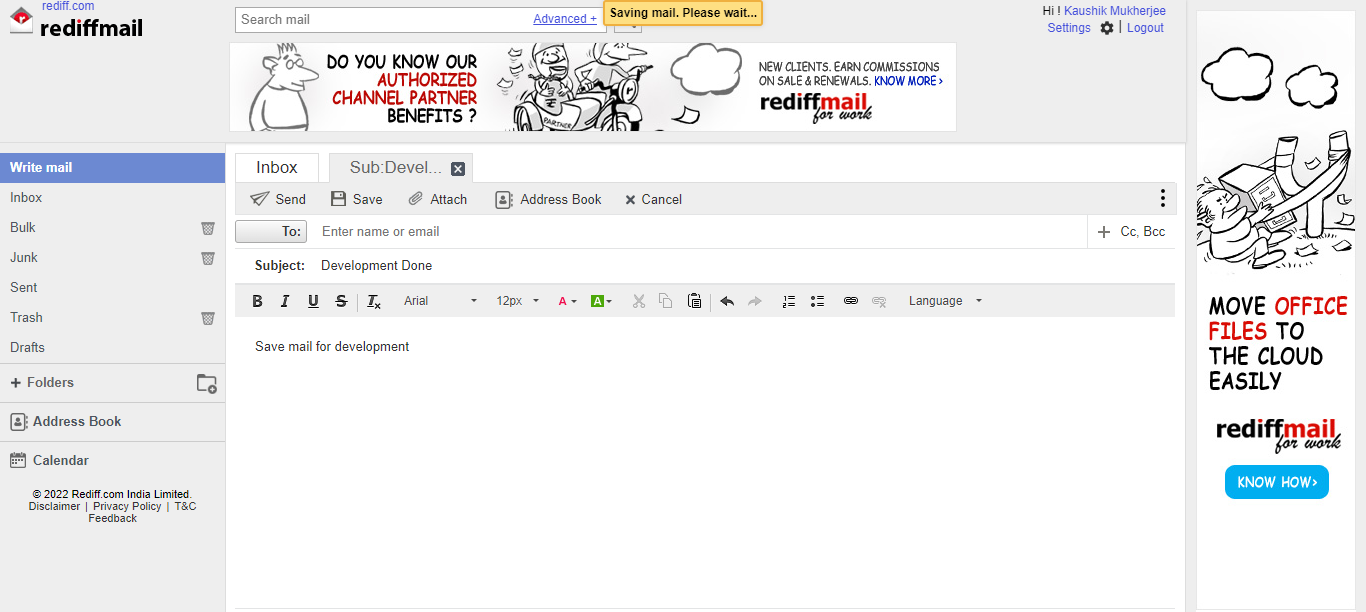 rediff.com
rediffmail
Search mail
Advanced +
Saving mail. Please wait...
Hi ! Kaushik Mukherjee
Settings | Logout
DO YOU KNOW OUR
AUTHORIZED
CHANNEL PARTNER
BENEFITS ?
PARTNER
NEW CLIENTS. EARN COMMISSIONS
ON SALE & RENEWALS. KNOW MORE ›
rediffmail
for work
Write mail
Inbox
Bulk
Junk
Sent
Trash
Drafts
+ Folders
Address Book
Calendar
© 2022 Rediff.com India Limited.
Disclaimer | Privacy Policy | T&C
Feedback
Inbox
Sub:Devel...
Send
Save
Attach
Address Book
Cancel
To:
Enter name or email
Cc, Bcc
Subject:
Development Done
B I U S Tx Arial 12px A A Language
Save mail for development
MOVE OFFICE
FILES TO
THE CLOUD
EASILY
rediffmail
for work
KNOW HOW›